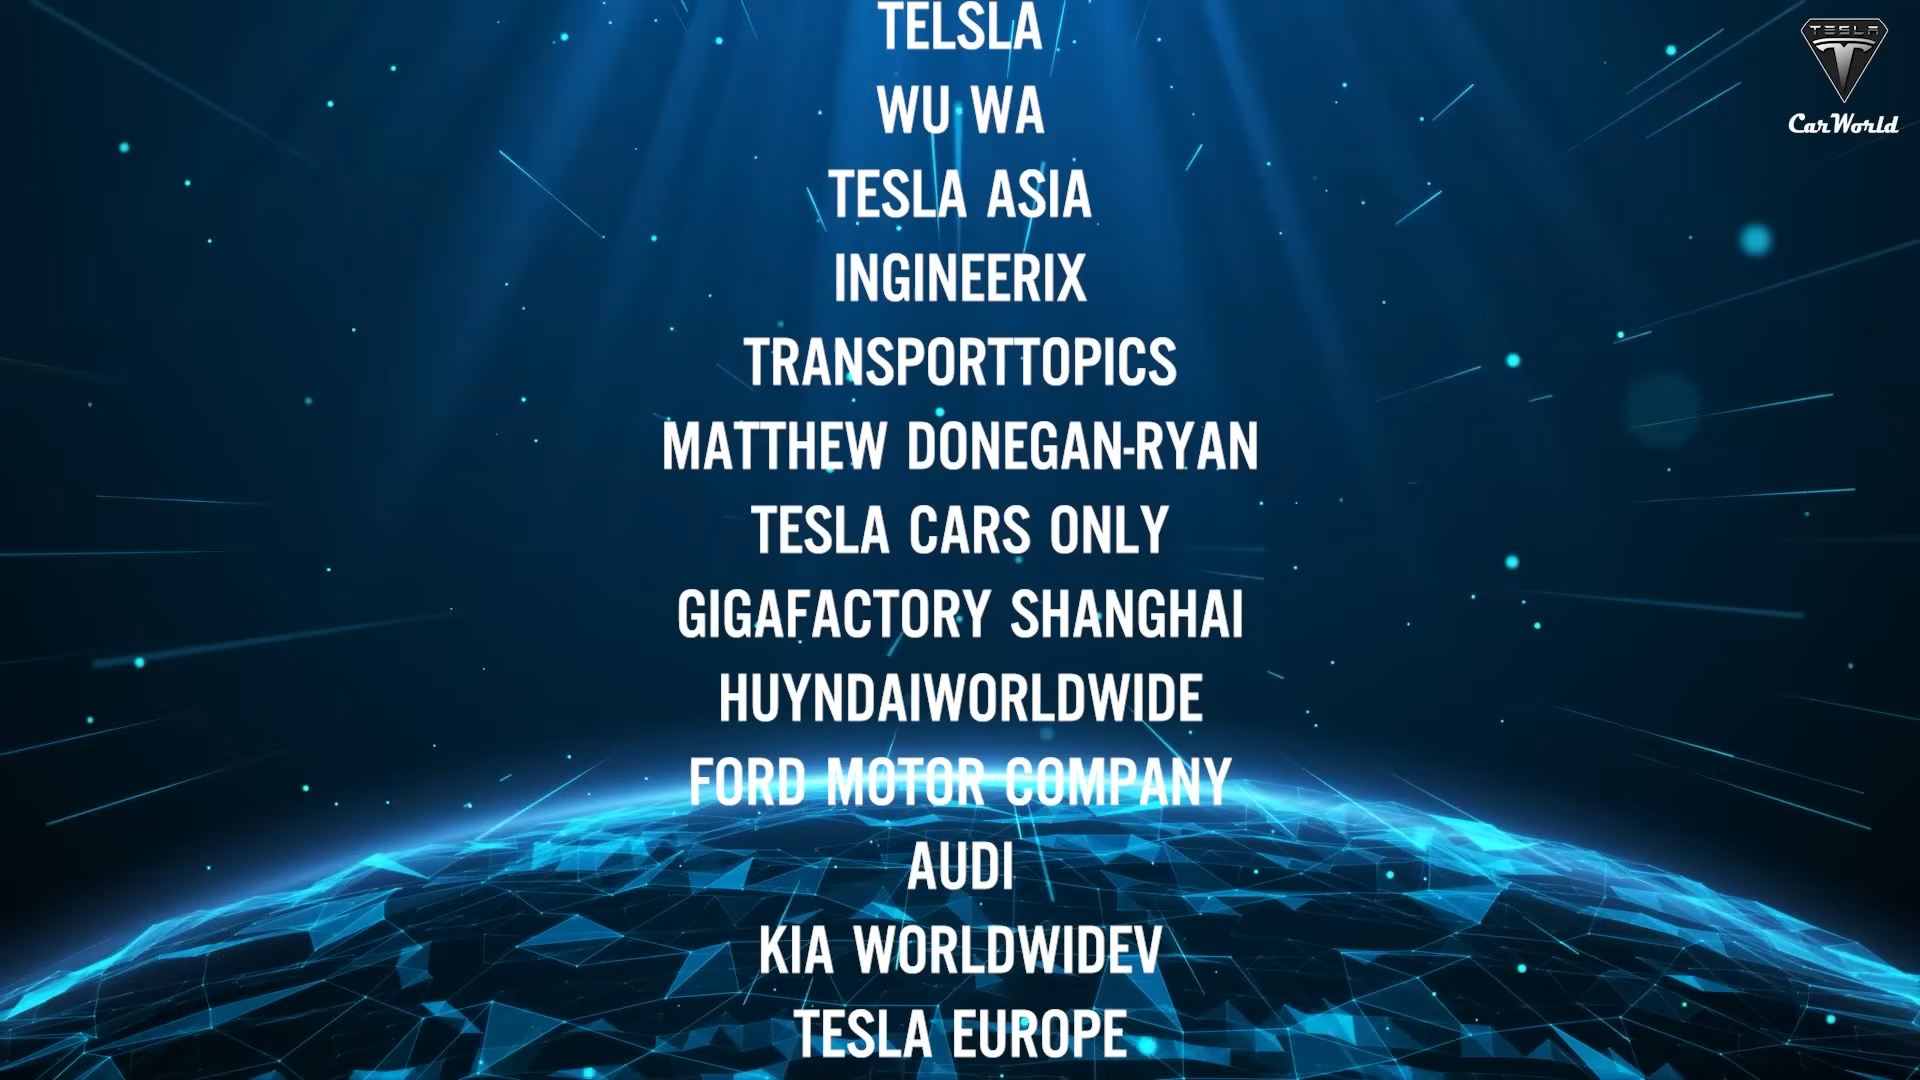 TELSLA
WU WA
TESLA ASIA
INGINEERIX
TRANSPORTTOPICS
MATTHEW DONEGAN-RYAN
TESLA CARS ONLY
GIGAFACTORY SHANGHAI
HUYNDAIWORLDWIDE
FORD MOTOR COMPANY
AUDI
KIA WORLDWIDEV
TESLA EUROPE
TESLA
CarWorld